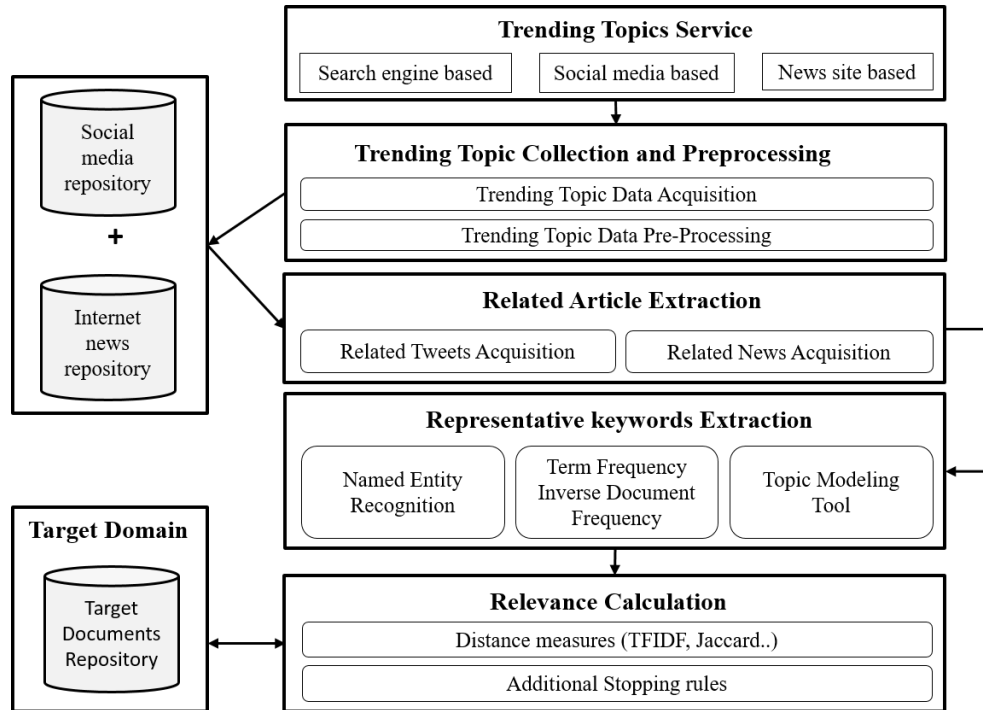 Trending Topics Service
Search engine based
Social media based
News site based
Social
media
repository
+
Internet
news
repository
Trending Topic Collection and Preprocessing
Trending Topic Data Acquisition
Trending Topic Data Pre-Processing
Related Article Extraction
Related Tweets Acquisition
Related News Acquisition
Representative keywords Extraction
Named Entity
Recognition
Term Frequency
Inverse Document
Frequency
Topic Modeling
Tool
Target Domain
Target
Documents
Repository
Relevance Calculation
Distance measures (TFIDF, Jaccard..)
Additional Stopping rules